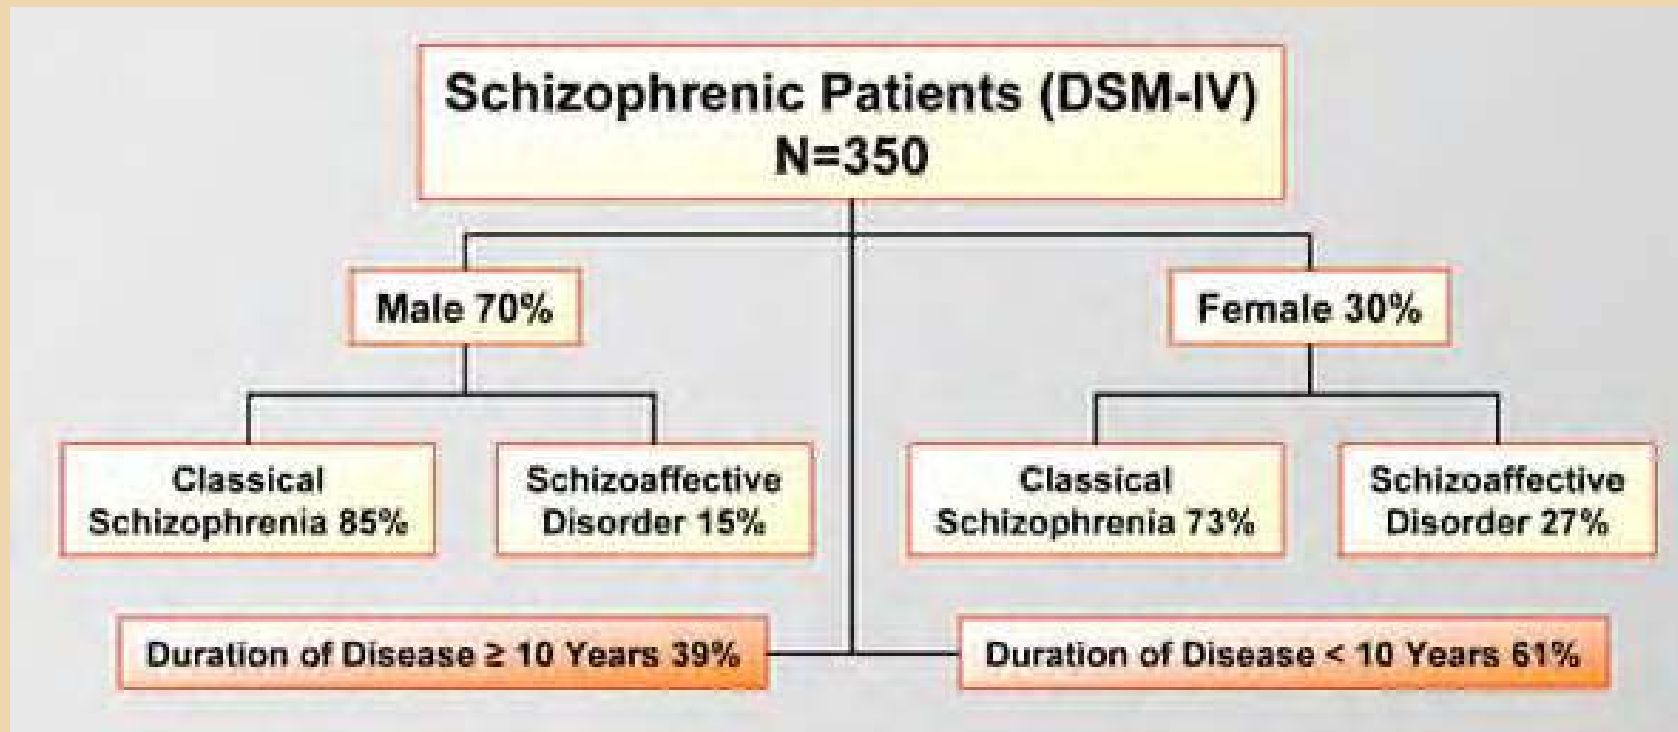 Schizophrenic Patients (DSM-IV)
N=350
Male 70%
Female 30%
Classical
Schizophrenia 85%
Schizoaffective
Disorder 15%
Classical
Schizophrenia 73%
Schizoaffective
Disorder 27%
Duration of Disease ≥ 10 Years 39%
Duration of Disease < 10 Years 61%